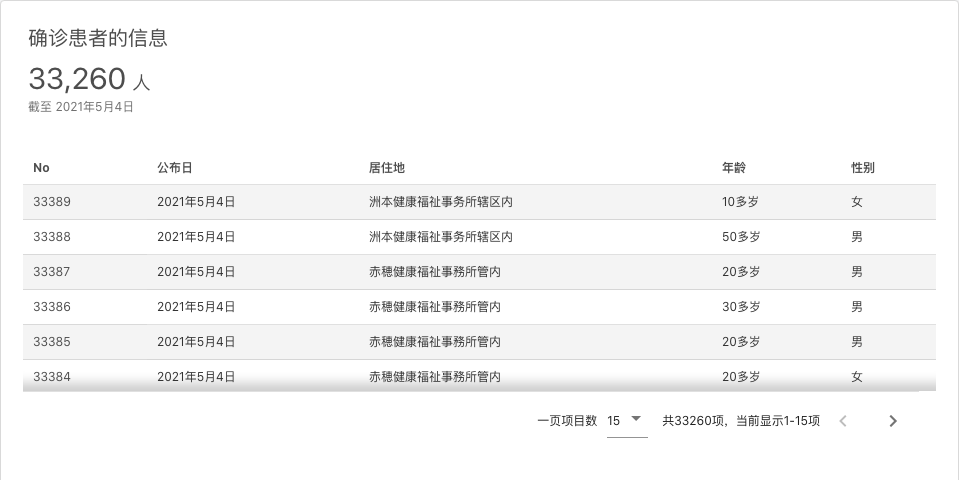 确诊患者的信息
33,260 人
截至 2021年5月4日
No 公布日 居住地 年龄 性别
33389 2021年5月4日 洲本健康福祉事务所辖区内 10多岁 女
33388 2021年5月4日 洲本健康福祉事务所辖区内 50多岁 男
33387 2021年5月4日 赤穂健康福祉事務所管内 20多岁 男
33386 2021年5月4日 赤穂健康福祉事務所管内 30多岁 男
33385 2021年5月4日 赤穂健康福祉事務所管内 20多岁 男
33384 2021年5月4日 赤穂健康福祉事務所管内 20多岁 女
一页项目数 15 共33260项，当前显示1-15项